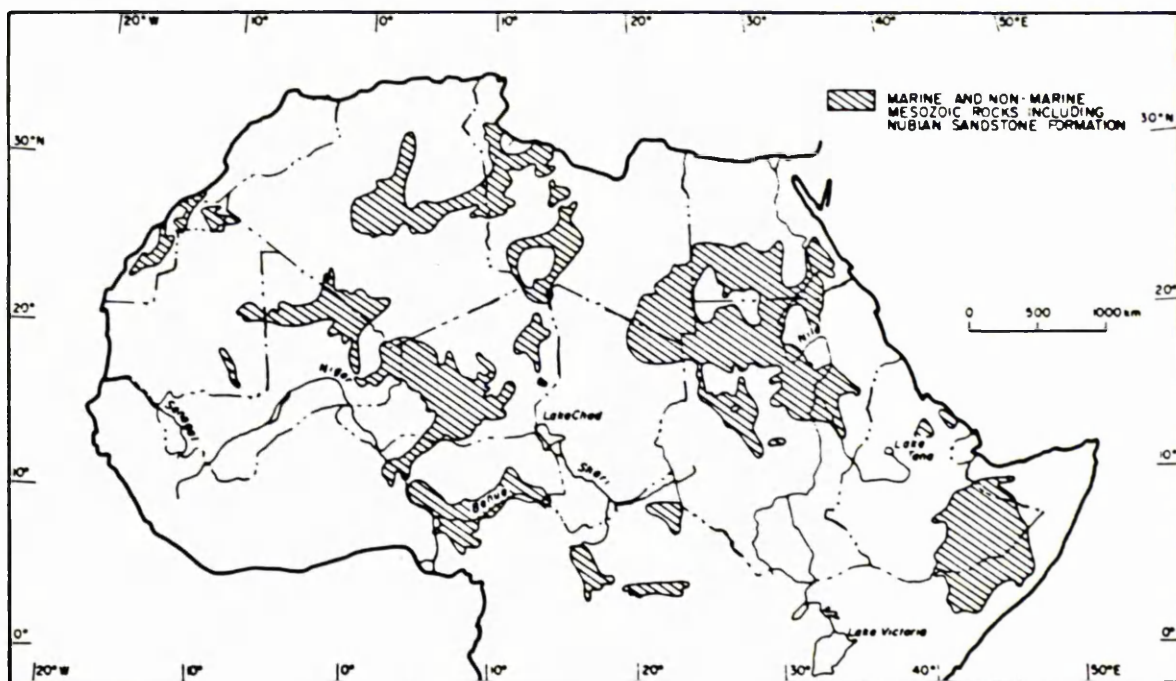 20° W 10° 0° 10° 20° 30° 40° 50°E
MARINE AND NON-MARINE
MESOZOIC ROCKS INCLUDING
NUBIAN SANDSTONE FORMATION
30°N 30°N
20° 20°
0 500 1000 km
Nile
Niger
Senegal
Lake Chad
Shari
Lake
Tana
10° 10°
Benue
Lake Victoria
0° 0°
20° W 10° 0° 10° 20° 30° 40° 50°E